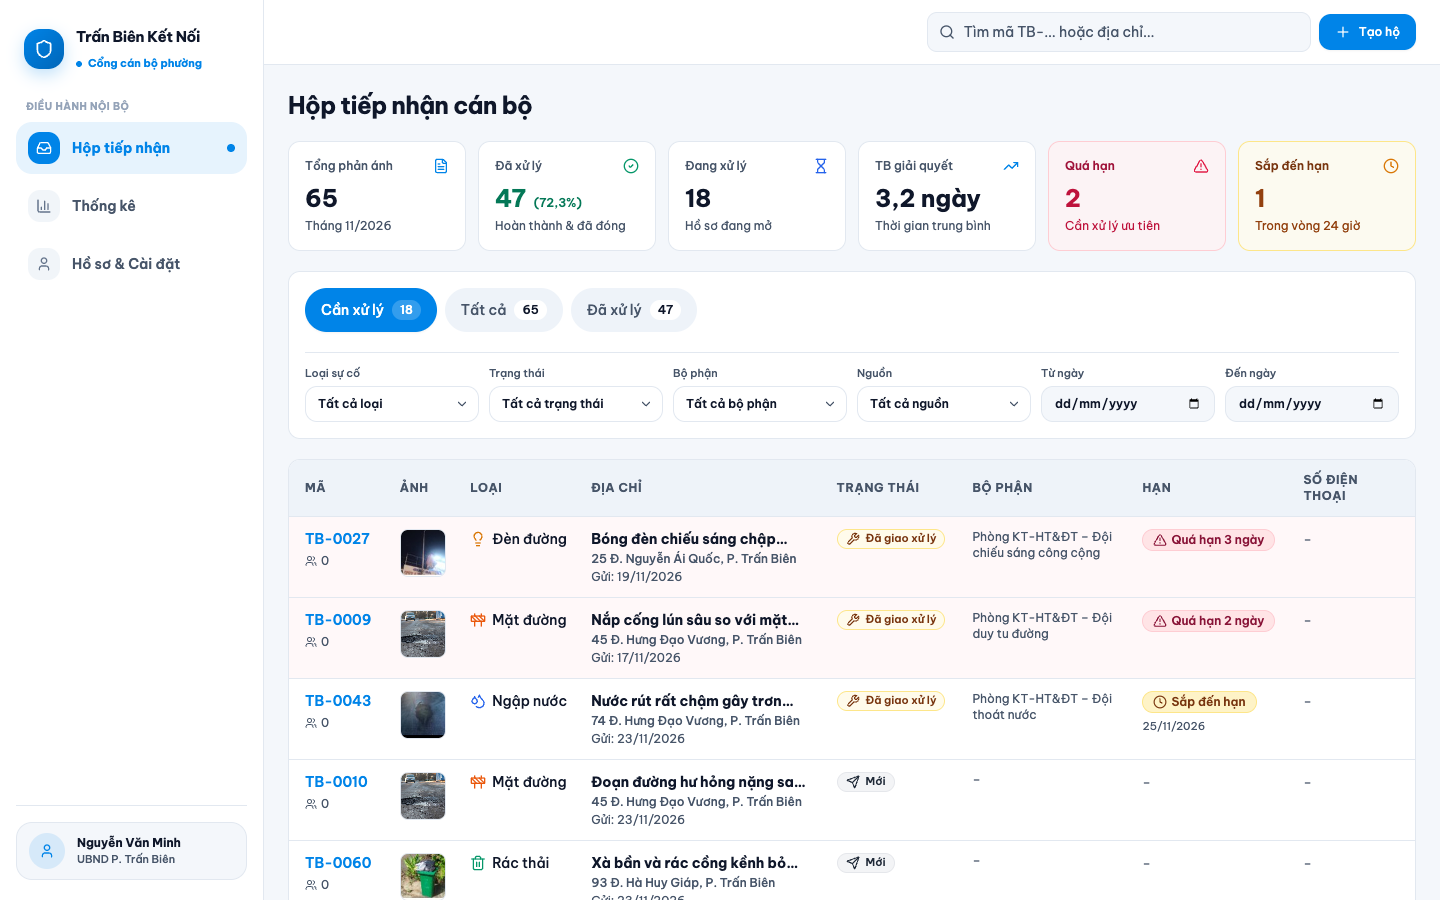 Trấn Biên Kết Nối
Cổng cán bộ phường
ĐIỀU HÀNH NỘI BỘ
Hộp tiếp nhận
Thống kê
Hồ sơ & Cài đặt
Nguyễn Văn Minh
UBND P. Trấn Biên
Tìm mã TB-... hoặc địa chỉ...
Tạo hộ
Hộp tiếp nhận cán bộ
Tổng phản ánh
65
Tháng 11/2026
Đã xử lý
47 (72,3%)
Hoàn thành & đã đóng
Đang xử lý
18
Hồ sơ đang mở
TB giải quyết
3,2 ngày
Thời gian trung bình
Quá hạn
2
Cần xử lý ưu tiên
Sắp đến hạn
1
Trong vòng 24 giờ
Cần xử lý 18
Tất cả 65
Đã xử lý 47
Loại sự cố
Tất cả loại
Trạng thái
Tất cả trạng thái
Bộ phận
Tất cả bộ phận
Nguồn
Tất cả nguồn
Từ ngày
dd/mm/yyyy
Đến ngày
dd/mm/yyyy
MÃ ẢNH LOẠI ĐỊA CHỈ TRẠNG THÁI BỘ PHẬN HẠN SỐ ĐIỆN
THOẠI
TB-0027
0
Đèn đường
Bóng đèn chiếu sáng chập...
25 Đ. Nguyễn Ái Quốc, P. Trấn Biên
Gửi: 19/11/2026
Đã giao xử lý
Phòng KT-HT&ĐT – Đội
chiếu sáng công cộng
Quá hạn 3 ngày
–
TB-0009
0
Mặt đường
Nắp cống lún sâu so với mặt...
45 Đ. Hưng Đạo Vương, P. Trấn Biên
Gửi: 17/11/2026
Đã giao xử lý
Phòng KT-HT&ĐT – Đội
duy tu đường
Quá hạn 2 ngày
–
TB-0043
0
Ngập nước
Nước rút rất chậm gây trơn...
74 Đ. Hưng Đạo Vương, P. Trấn Biên
Gửi: 23/11/2026
Đã giao xử lý
Phòng KT-HT&ĐT – Đội
thoát nước
Sắp đến hạn
25/11/2026
–
TB-0010
0
Mặt đường
Đoạn đường hư hỏng nặng sa...
45 Đ. Hưng Đạo Vương, P. Trấn Biên
Gửi: 23/11/2026
Mới
–
–
–
TB-0060
0
Rác thải
Xà bần và rác cồng kềnh bỏ...
93 Đ. Hà Huy Giáp, P. Trấn Biên
Gửi: 23/11/2026
Mới
–
–
–